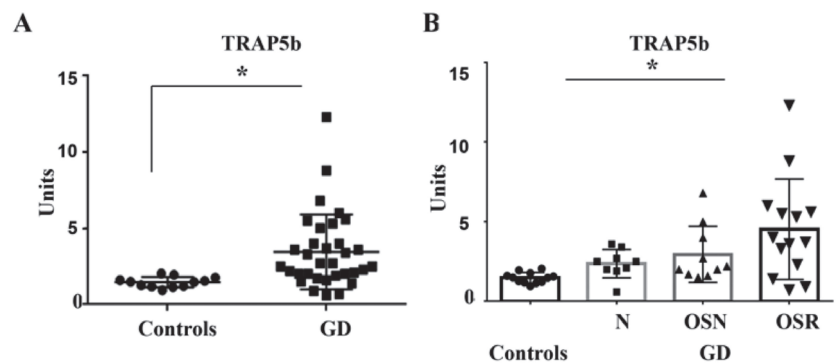 A
TRAP5b
*
15
10
5
0
Units
Controls GD
B
TRAP5b
*
15
10
5
0
Units
N OSN OSR
Controls GD